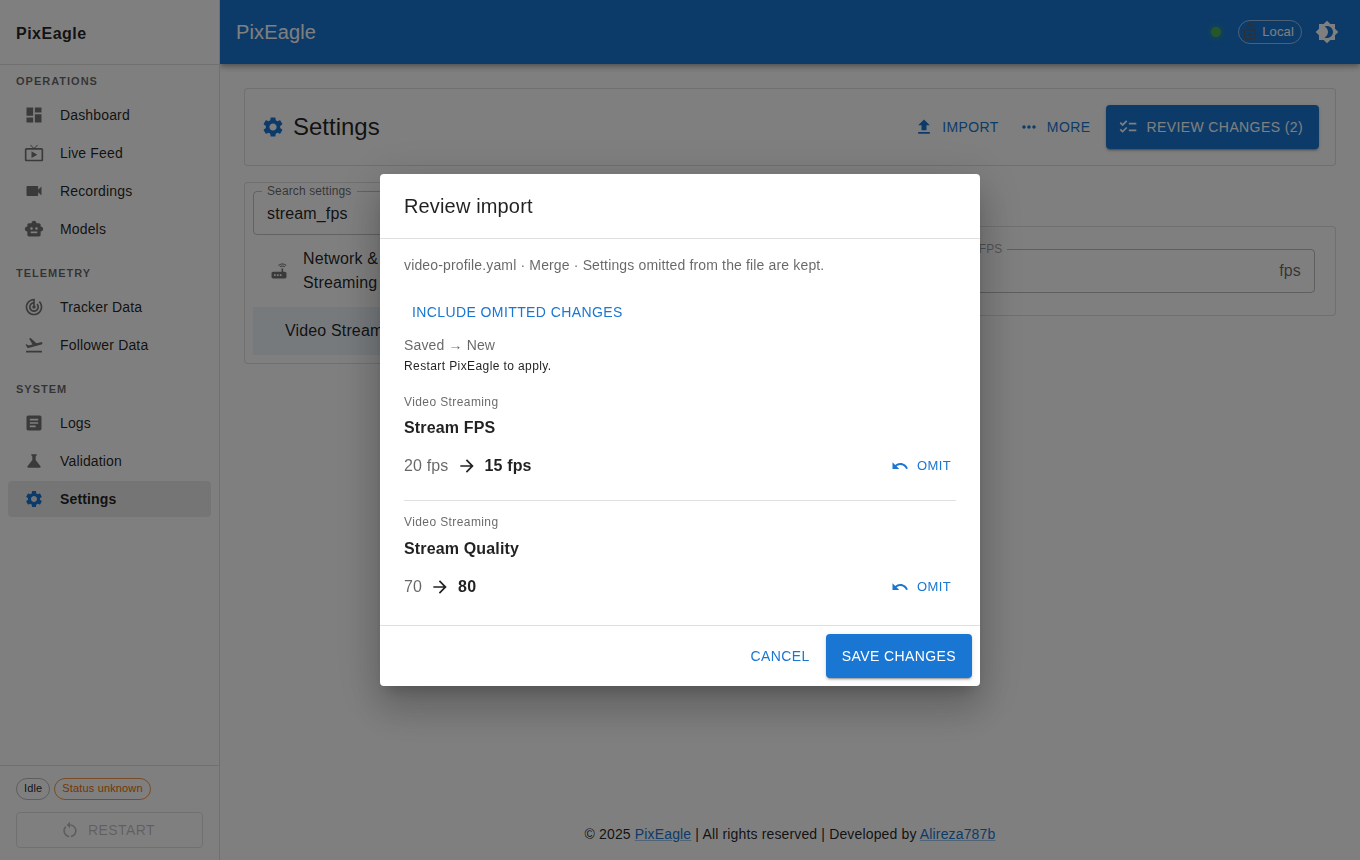 PixEagle
PixEagle
Local
OPERATIONS
Dashboard
Live Feed
Recordings
Models
TELEMETRY
Tracker Data
Follower Data
SYSTEM
Logs
Validation
Settings
Idle
Status unknown
RESTART
Settings
IMPORT
MORE
REVIEW CHANGES (2)
Search settings
stream_fps
Network &
Streaming
Video Stream
FPS
fps
Review import
video-profile.yaml · Merge · Settings omitted from the file are kept.
INCLUDE OMITTED CHANGES
Saved → New
Restart PixEagle to apply.
Video Streaming
Stream FPS
20 fps → 15 fps
OMIT
Video Streaming
Stream Quality
70 → 80
OMIT
CANCEL
SAVE CHANGES
© 2025 PixEagle | All rights reserved | Developed by Alireza787b